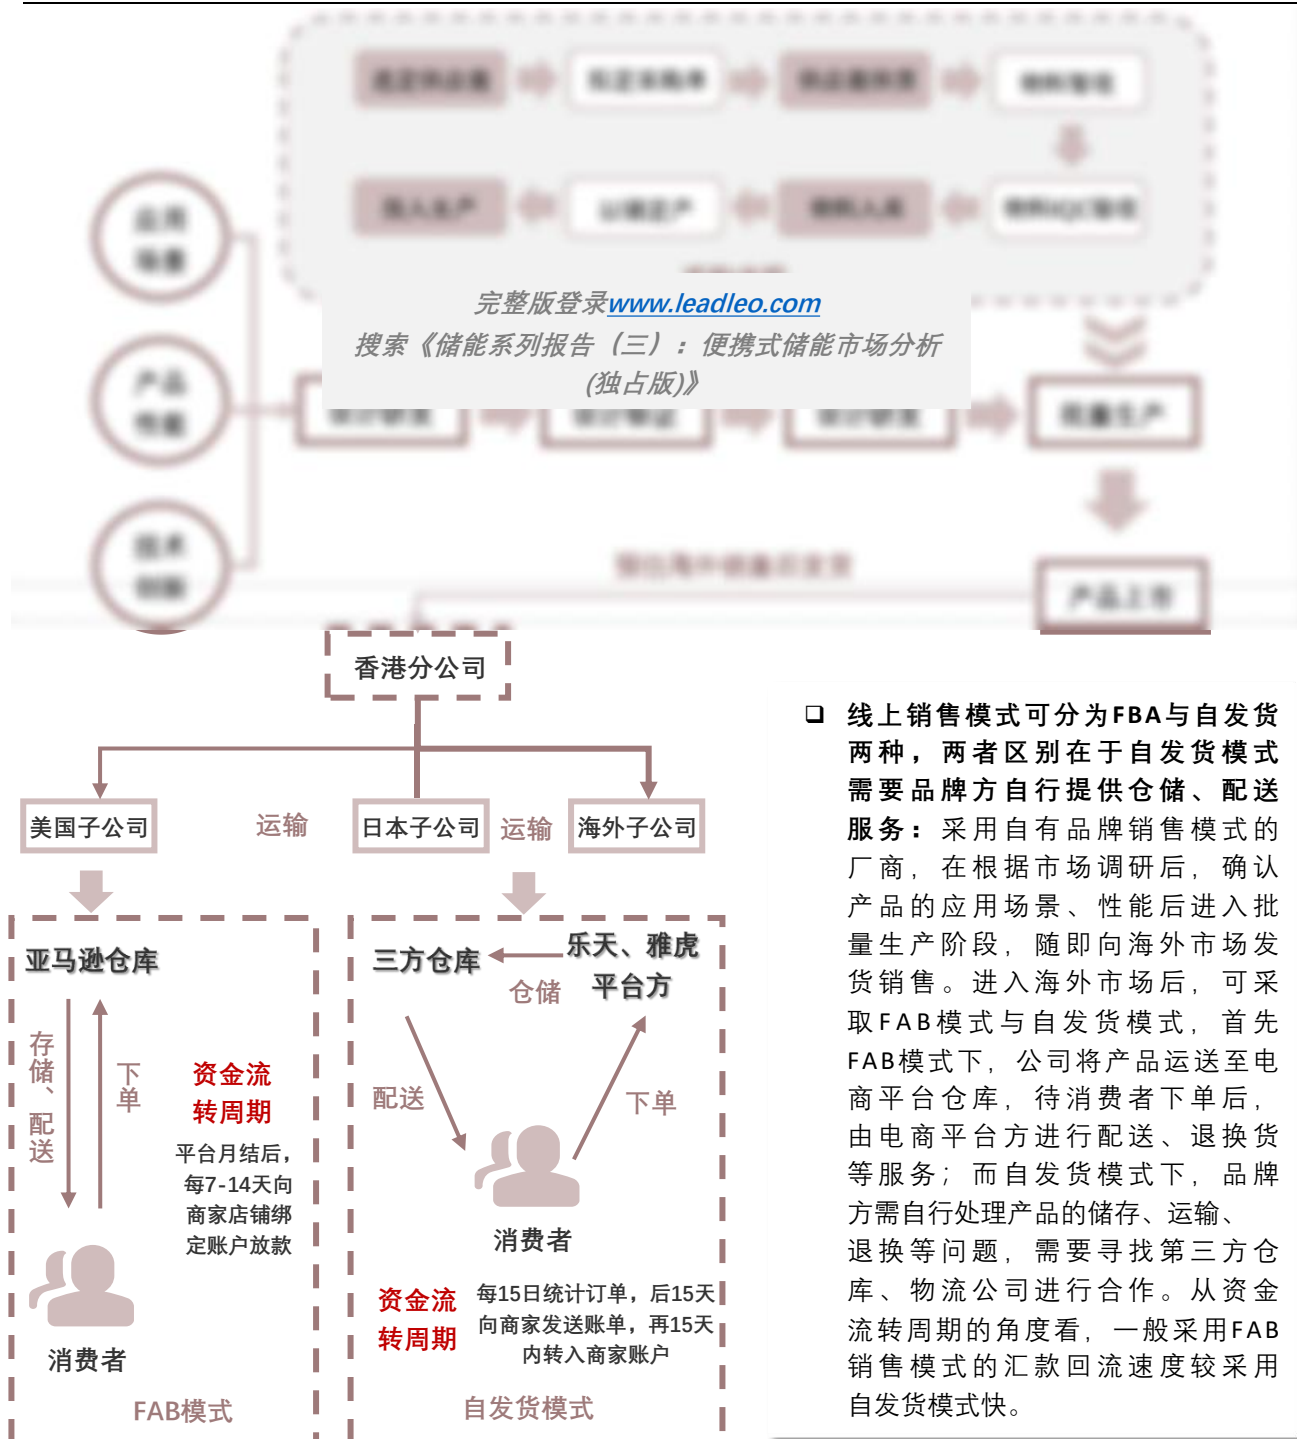 完整版登录www.leadleo.com
搜索《储能系列报告（三）：便携式储能市场分析
(独占版)》
应用
场景
产品
性能
技术
创新
批量生产
产品上市
香港分公司
美国子公司
运输
日本子公司
运输
海外子公司
亚马逊仓库
存储、配送
下单
资金流
转周期
平台月结后，
每7-14天向
商家店铺绑
定账户放款
消费者
FAB模式
三方仓库
仓储
乐天、雅虎
平台方
配送
下单
消费者
资金流
转周期
每15日统计订单，后15天
向商家发送账单，再15天
内转入商家账户
自发货模式
❑ 线上销售模式可分为FBA与自发货
两种，两者区别在于自发货模式
需要品牌方自行提供仓储、配送
服务：采用自有品牌销售模式的
厂商，在根据市场调研后，确认
产品的应用场景、性能后进入批
量生产阶段，随即向海外市场发
货销售。进入海外市场后，可采
取FAB模式与自发货模式，首先
FAB模式下，公司将产品运送至电
商平台仓库，待消费者下单后，
由电商平台方进行配送、退换货
等服务；而自发货模式下，品牌
方需自行处理产品的储存、运输、
退换等问题，需要寻找第三方仓
库、物流公司进行合作。从资金
流转周期的角度看，一般采用FAB
销售模式的汇款回流速度较采用
自发货模式快。